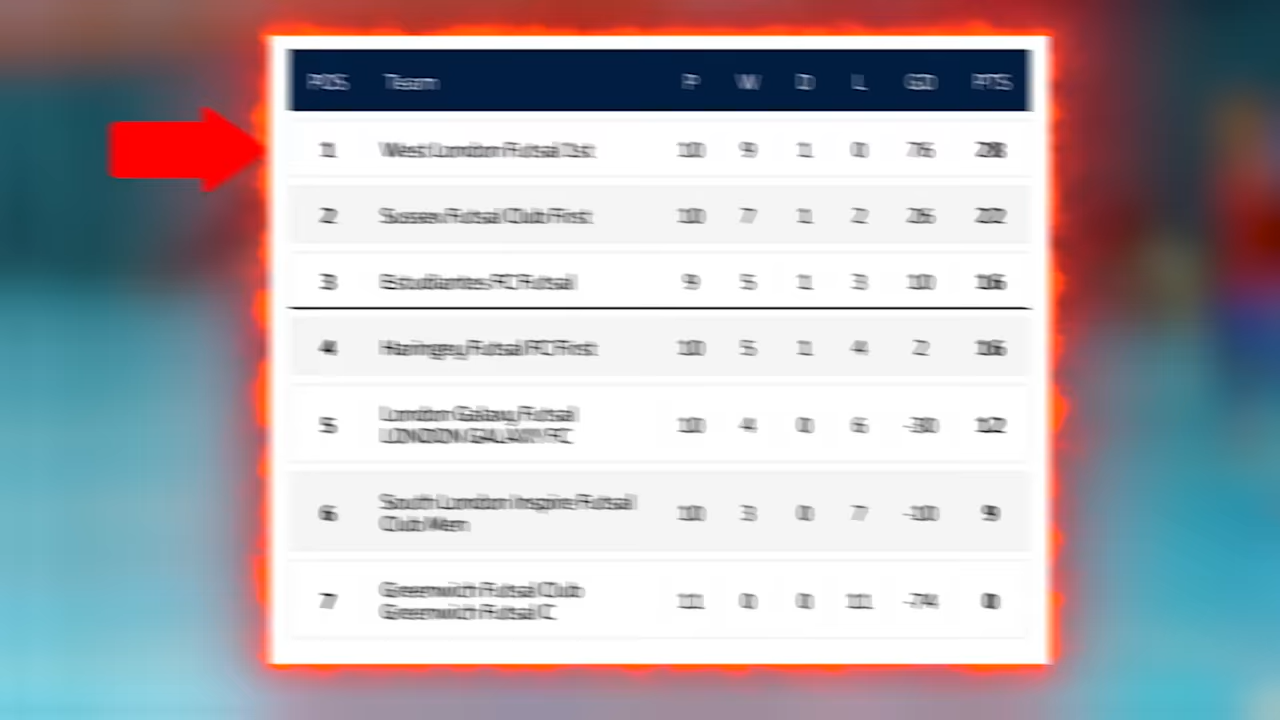 POS Team P W D L GD PTS
1 West London Futsal 1st 10 9 1 0 76 28
2 Sussex Futsal Club First 10 7 1 2 26 22
3 Estudiantes FC Futsal 9 5 1 3 10 16
4 Haringey Futsal FC First 10 5 1 4 2 16
5 London Galaxy Futsal 10 4 0 6 -30 12
LONDON GALAXY FC
6 South London Inspire Futsal 10 3 0 7 -10 9
Club Men
7 Greenwich Futsal Club 11 0 0 11 -74 0
Greenwich Futsal C